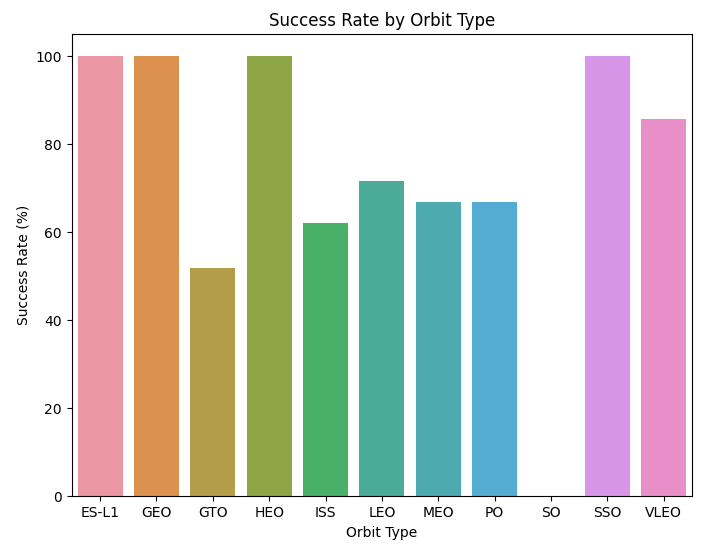 Success Rate by Orbit Type
Success Rate (%)
100
80
60
40
20
0
ES-L1 GEO GTO HEO ISS LEO MEO PO SO SSO VLEO
Orbit Type